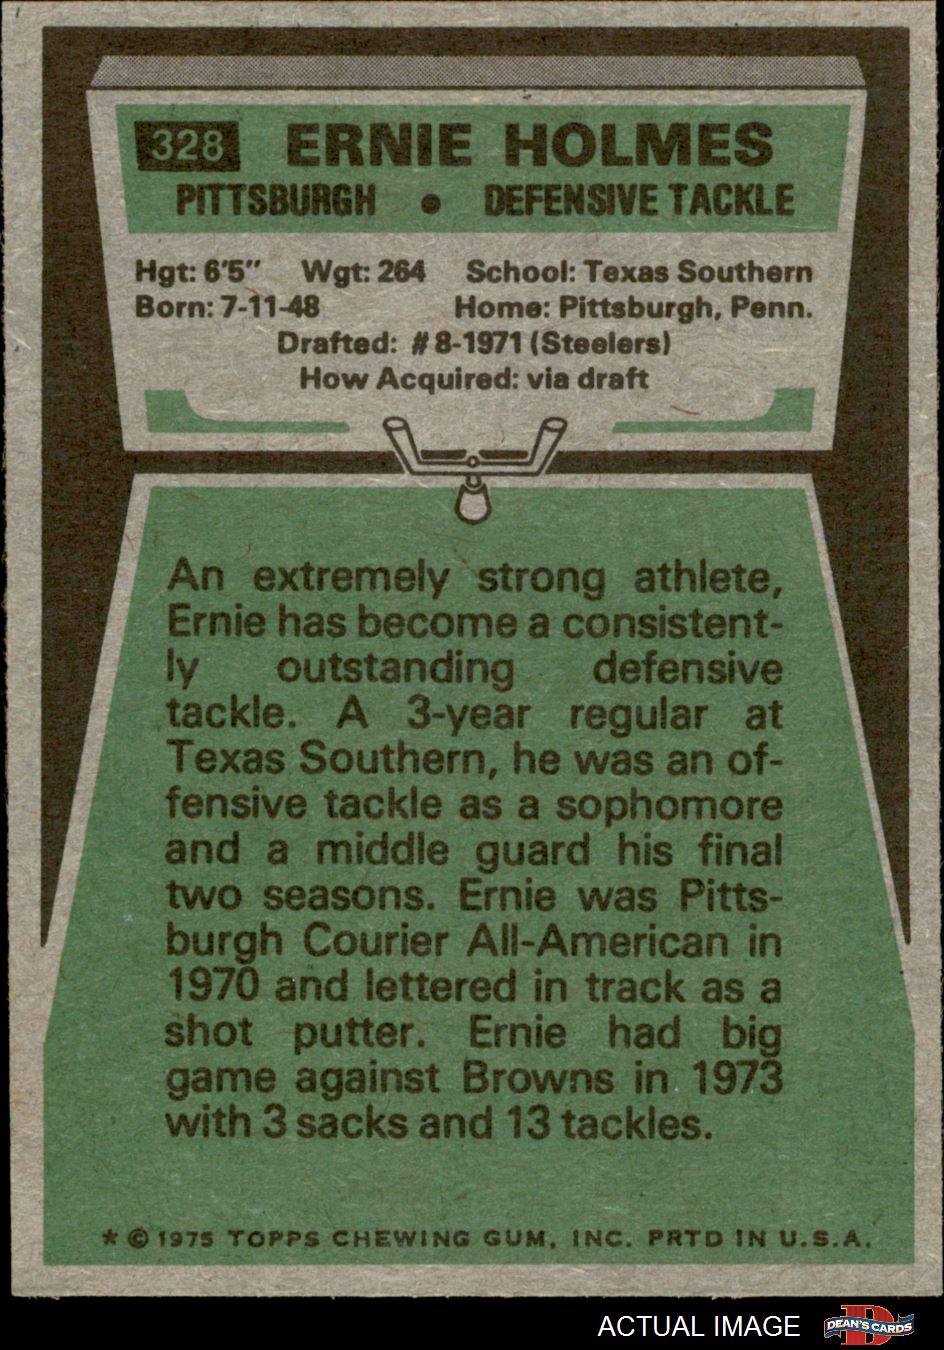 328 ERNIE HOLMES
PITTSBURGH • DEFENSIVE TACKLE
Hgt: 6'5" Wgt: 264 School: Texas Southern
Born: 7-11-48 Home: Pittsburgh, Penn.
Drafted: #8-1971 (Steelers)
How Acquired: via draft
An extremely strong athlete,
Ernie has become a consistent-
ly outstanding defensive
tackle. A 3-year regular at
Texas Southern, he was an of-
fensive tackle as a sophomore
and a middle guard his final
two seasons. Ernie was Pitts-
burgh Courier All-American in
1970 and lettered in track as a
shot putter. Ernie had big
game against Browns in 1973
with 3 sacks and 13 tackles.
* © 1975 TOPPS CHEWING GUM, INC. PRTD IN U.S.A.
ACTUAL IMAGE D DEAN'S CARDS